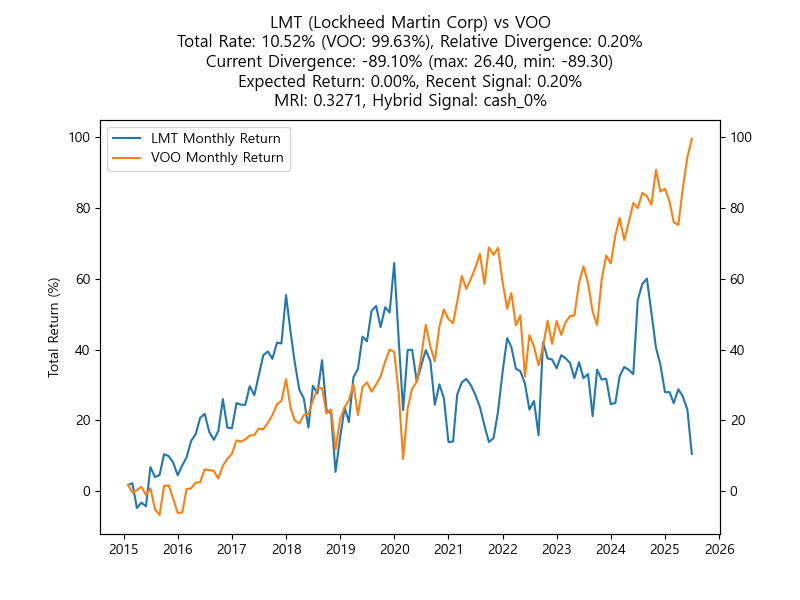 LMT (Lockheed Martin Corp) vs VOO
Total Rate: 10.52% (VOO: 99.63%), Relative Divergence: 0.20%
Current Divergence: -89.10% (max: 26.40, min: -89.30)
Expected Return: 0.00%, Recent Signal: 0.20%
MRI: 0.3271, Hybrid Signal: cash_0%
LMT Monthly Return
VOO Monthly Return
Total Return (%)
100
80
60
40
20
0
100
80
60
40
20
0
2015 2016 2017 2018 2019 2020 2021 2022 2023 2024 2025 2026